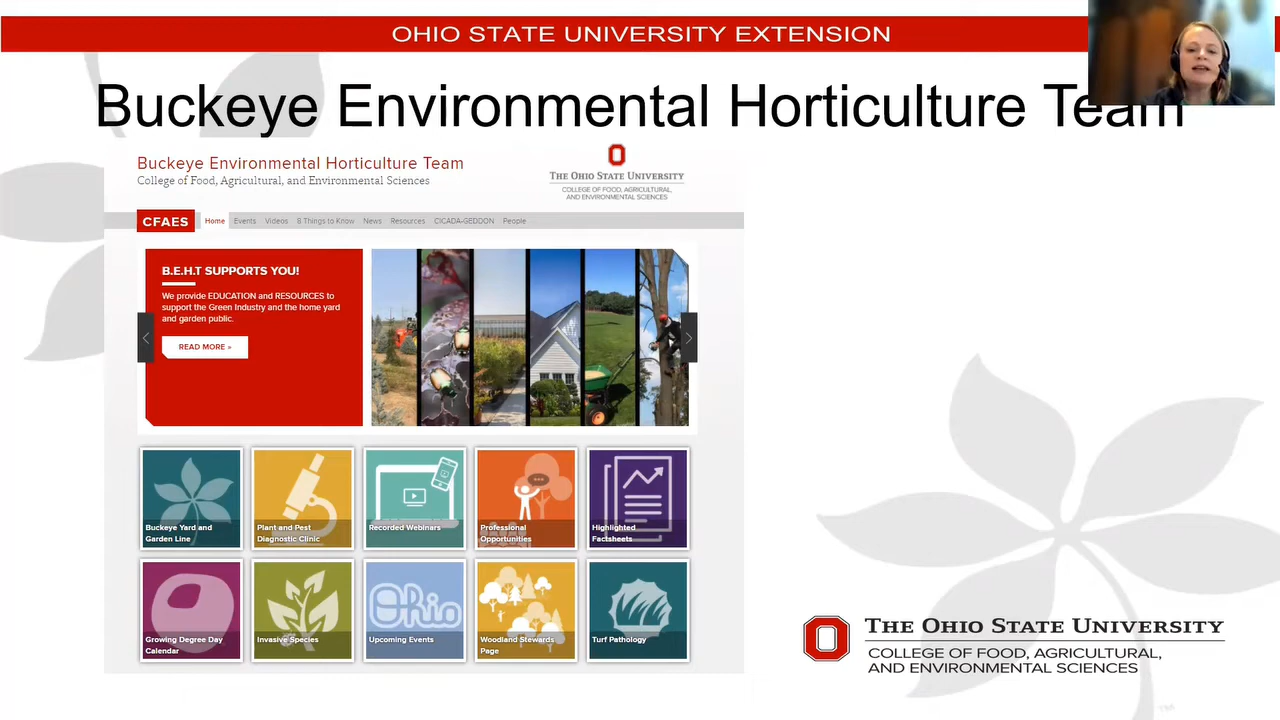 OHIO STATE UNIVERSITY EXTENSION
Buckeye Environmental Horticulture Team
Buckeye Environmental Horticulture Team
College of Food, Agricultural, and Environmental Sciences
THE OHIO STATE UNIVERSITY
COLLEGE OF FOOD, AGRICULTURAL,
AND ENVIRONMENTAL SCIENCES
CFAES Home Events Videos 8 Things to Know News Resources CICADA-GEDDON People
B.E.H.T SUPPORTS YOU!
We provide EDUCATION and RESOURCES to
support the Green Industry and the home yard
and garden public.
READ MORE »
Buckeye Yard and
Garden Line
Plant and Pest
Diagnostic Clinic
Recorded Webinars
Professional
Opportunities
Highlighted
Factsheets
Growing Degree Day
Calendar
Invasive Species
Ohio
Upcoming Events
Woodland Stewards
Page
Turf Pathology
THE OHIO STATE UNIVERSITY
COLLEGE OF FOOD, AGRICULTURAL,
AND ENVIRONMENTAL SCIENCES
TM